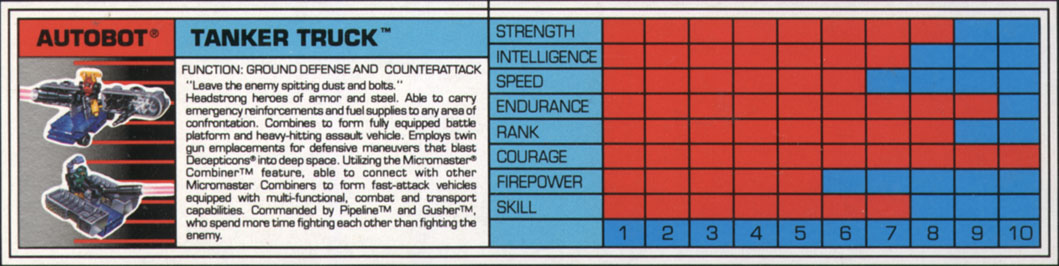 AUTOBOT®
TANKER TRUCK™
FUNCTION: GROUND DEFENSE AND COUNTERATTACK
"Leave the enemy spitting dust and bolts."
Headstrong heroes of armor and steel. Able to carry
emergency reinforcements and fuel supplies to any area of
confrontation. Combines to form fully equipped battle
platform and heavy-hitting assault vehicle. Employs twin
gun emplacements for defensive maneuvers that blast
Decepticons® into deep space. Utilizing the Micromaster®
Combiner™ feature, able to connect with other
Micromaster Combiners to form fast-attack vehicles
equipped with multi-functional, combat and transport
capabilities. Commanded by Pipeline™ and Gusher™,
who spend more time fighting each other than fighting the
enemy.
STRENGTH
INTELLIGENCE
SPEED
ENDURANCE
RANK
COURAGE
FIREPOWER
SKILL
1 2 3 4 5 6 7 8 9 10